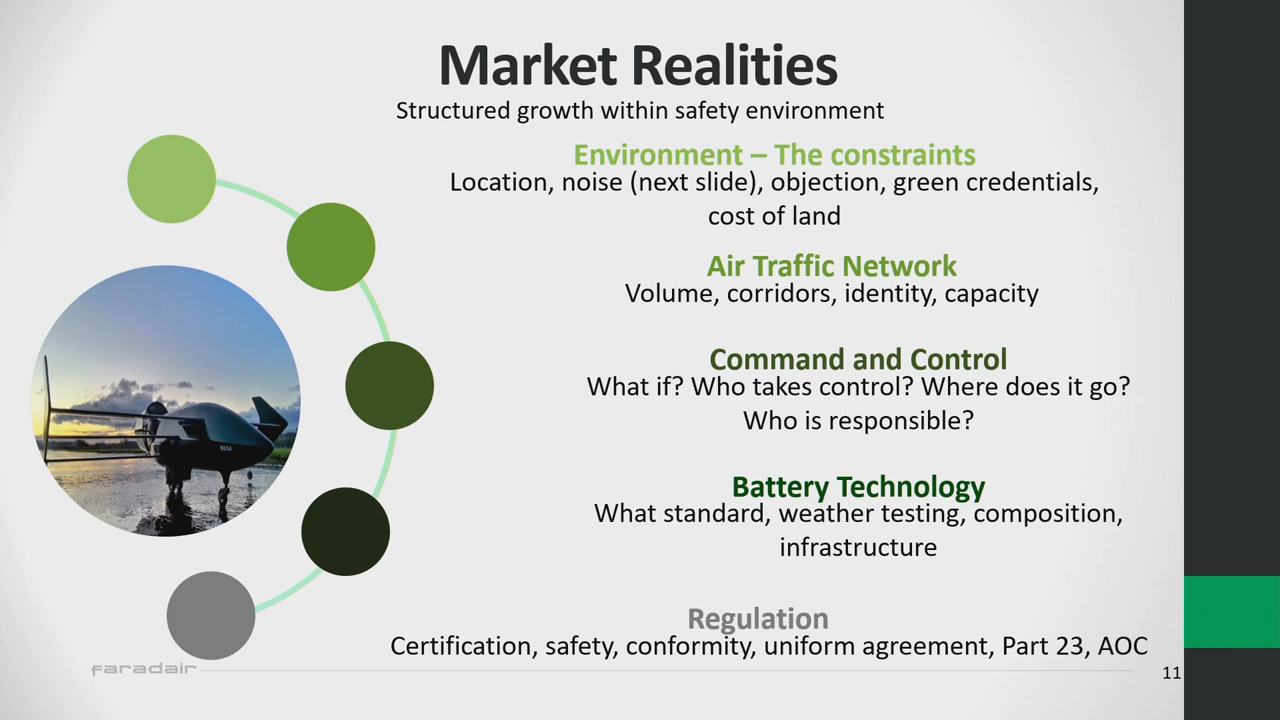 Market Realities
Structured growth within safety environment
Environment – The constraints
Location, noise (next slide), objection, green credentials,
cost of land
Air Traffic Network
Volume, corridors, identity, capacity
Command and Control
What if? Who takes control? Where does it go?
Who is responsible?
Battery Technology
What standard, weather testing, composition,
infrastructure
Regulation
Certification, safety, conformity, uniform agreement, Part 23, AOC
faradair
11